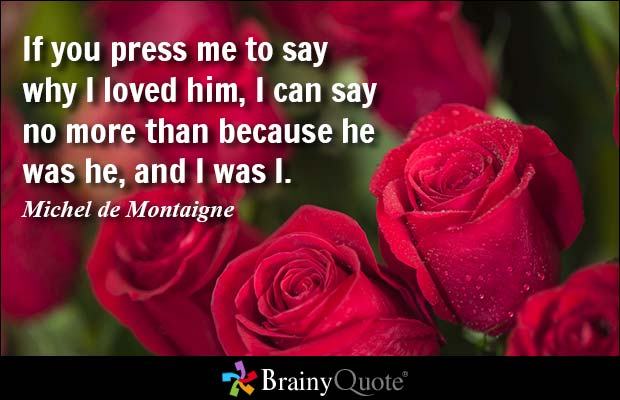 If you press me to say
why I loved him, I can say
no more than because he
was he, and I was I.
Michel de Montaigne
BrainyQuote®